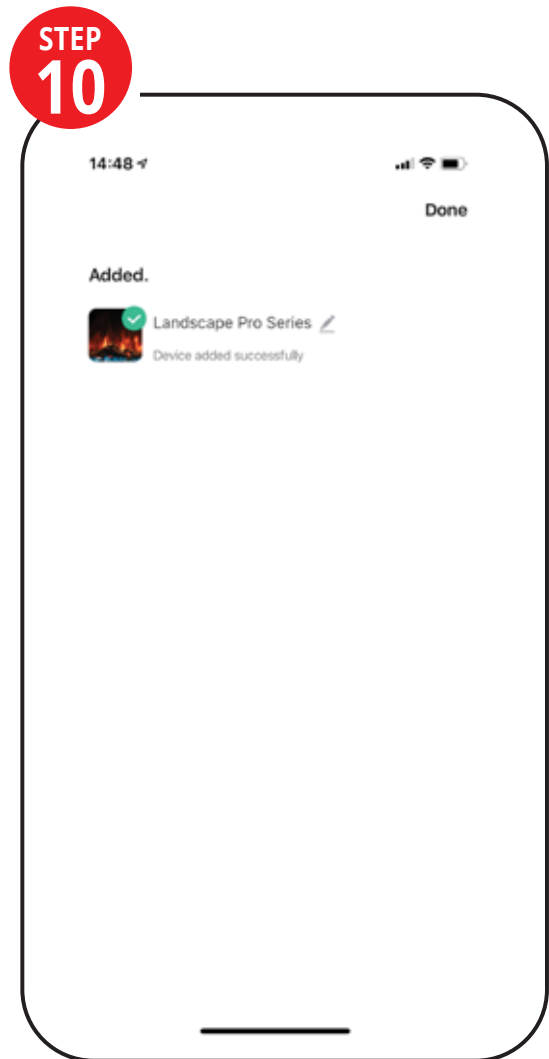 STEP
10
14:48
Done
Added.
Landscape Pro Series
Device added successfully